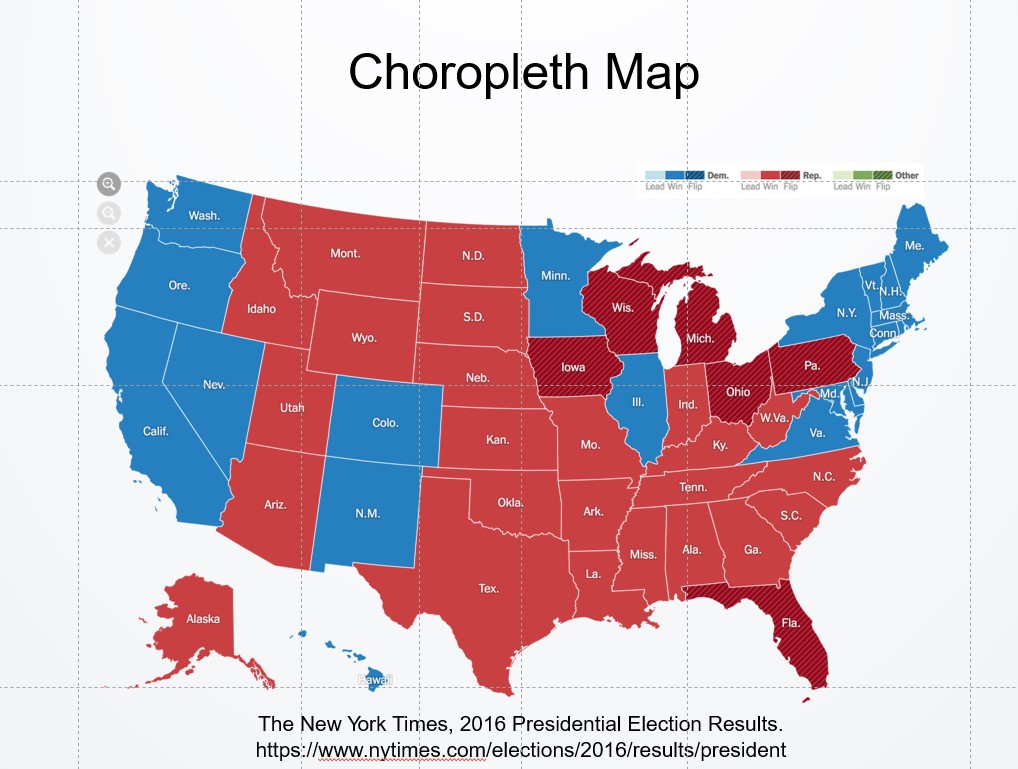 Choropleth Map
Dem. Rep. Other
Lead Win Flip Lead Win Flip Lead Win Flip
Wash.
Mont.
N.D.
Minn.
Me.
Ore.
Idaho
S.D.
Wis.
Mich.
Vt.
N.H.
N.Y.
Mass.
Conn
Wyo.
Iowa
Pa.
Nev.
Neb.
Ohio
N.J.
Md.
Utah
Colo.
Ill.
Ind.
W.Va.
Calif.
Kan.
Mo.
Ky.
Va.
Tenn.
N.C.
Ariz.
N.M.
Okla.
Ark.
S.C.
Miss.
Ala.
Ga.
Tex.
La.
Alaska
Fla.
Hawaii
The New York Times, 2016 Presidential Election Results.
https://www.nytimes.com/elections/2016/results/president